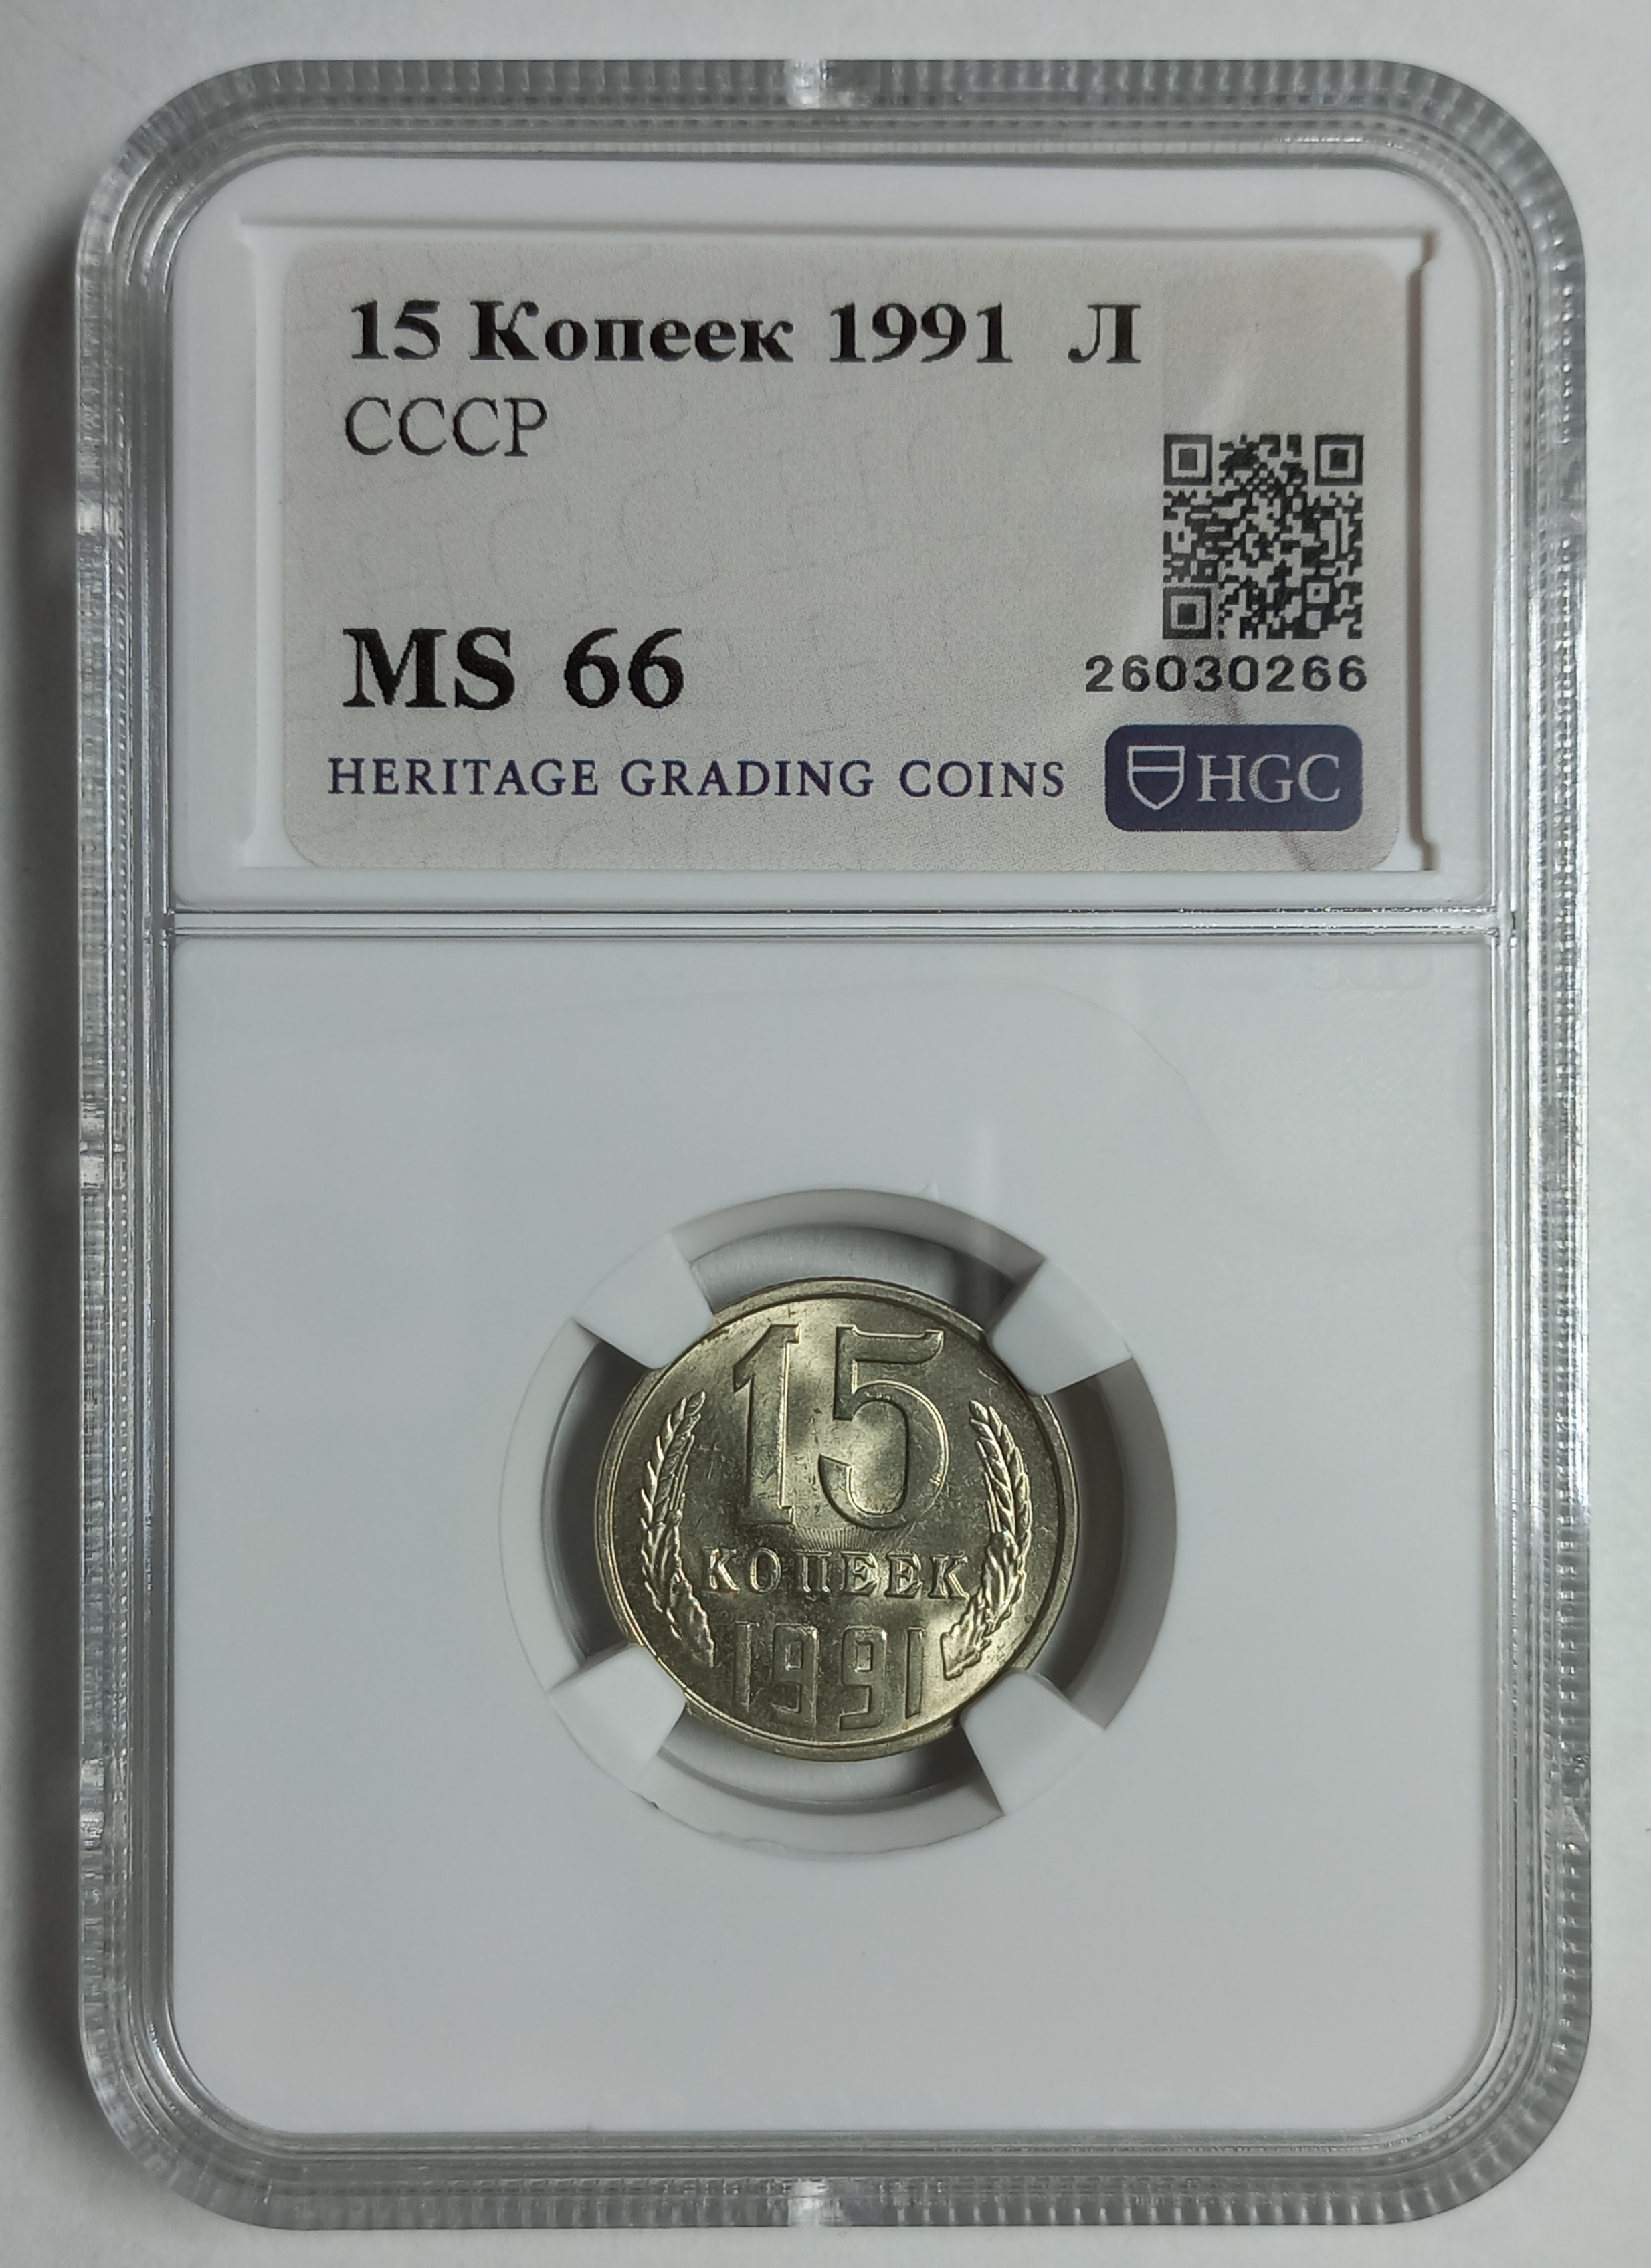 15 Копеек 1991 Л
СССР
MS 66
26030266
HERITAGE GRADING COINS HGC
15
КОПЕЕК
1991